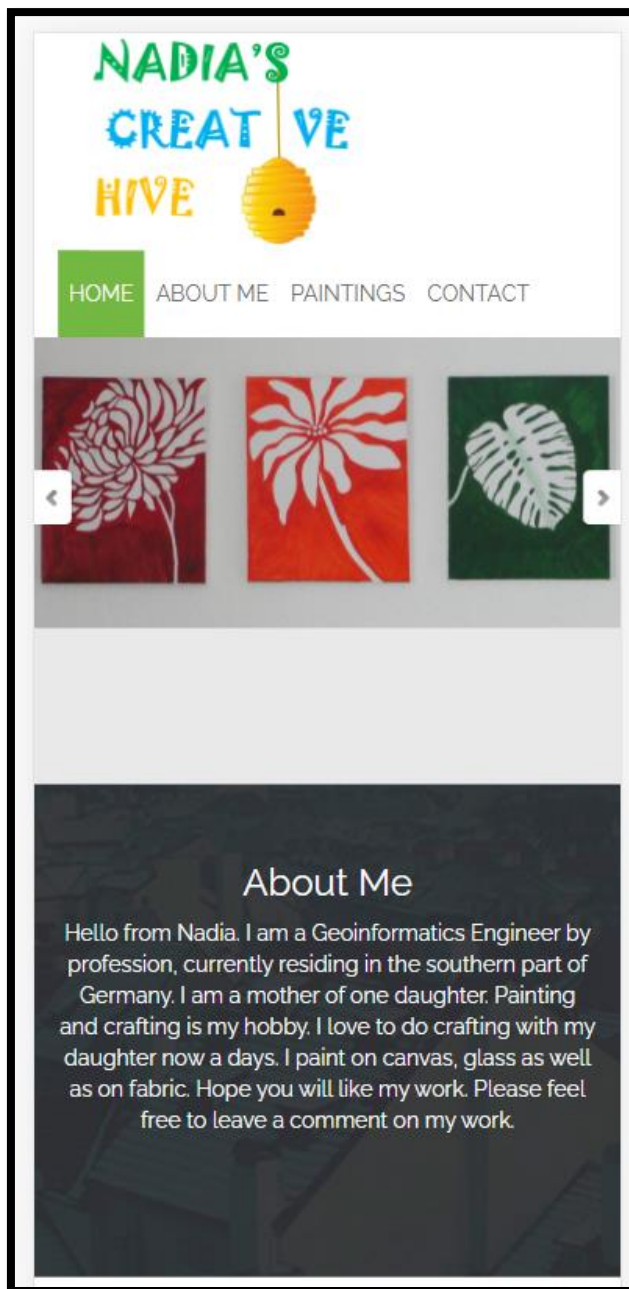 NADIA'S
CREAT VE
HIVE
HOME ABOUT ME PAINTINGS CONTACT
About Me
Hello from Nadia. I am a Geoinformatics Engineer by
profession, currently residing in the southern part of
Germany. I am a mother of one daughter. Painting
and crafting is my hobby. I love to do crafting with my
daughter now a days. I paint on canvas, glass as well
as on fabric. Hope you will like my work. Please feel
free to leave a comment on my work.